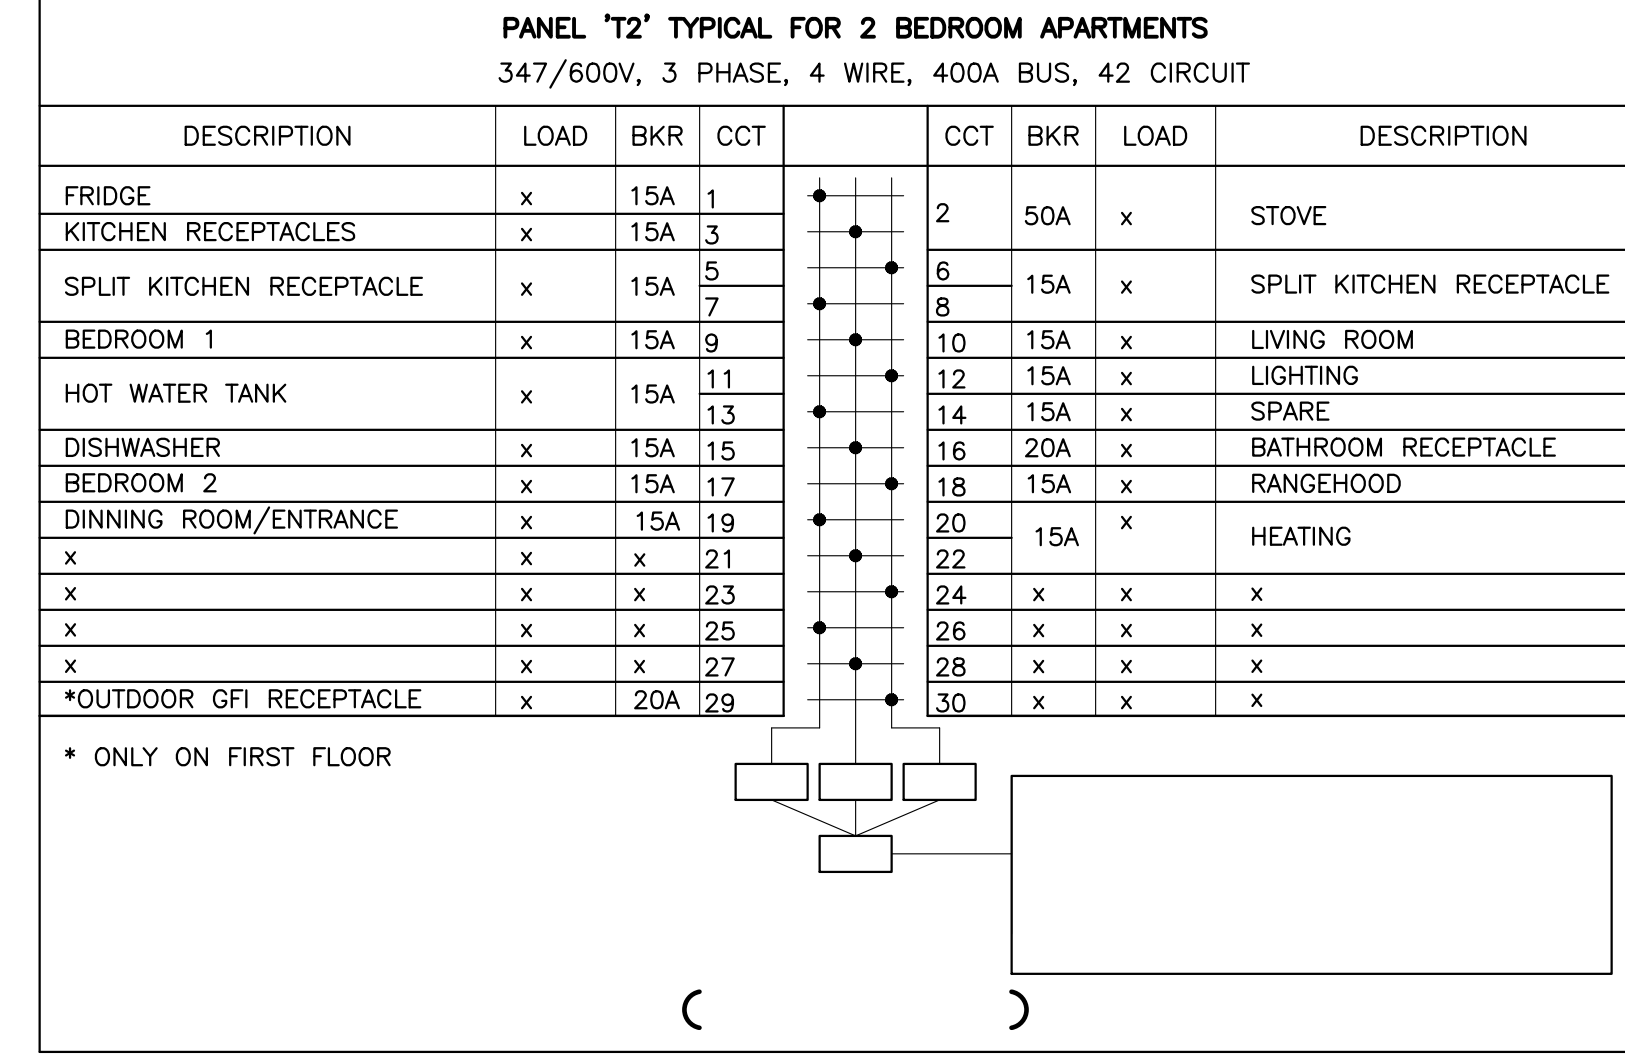 PANEL 'T2' TYPICAL FOR 2 BEDROOM APARTMENTS
347/600V, 3 PHASE, 4 WIRE, 400A BUS, 42 CIRCUIT
DESCRIPTION LOAD BKR CCT CCT BKR LOAD DESCRIPTION
FRIDGE x 15A 1 2 50A x STOVE
KITCHEN RECEPTACLES x 15A 3
SPLIT KITCHEN RECEPTACLE x 15A 5 7 6 8 15A x SPLIT KITCHEN RECEPTACLE
BEDROOM 1 x 15A 9 10 15A x LIVING ROOM
HOT WATER TANK x 15A 11 12 15A x LIGHTING
13 14 15A x SPARE
DISHWASHER x 15A 15 16 20A x BATHROOM RECEPTACLE
BEDROOM 2 x 15A 17 18 15A x RANGEHOOD
DINNING ROOM/ENTRANCE x 15A 19 20 15A x HEATING
x x x 21 22
x x x 23 24 x x x
x x x 25 26 x x x
x x x 27 28 x x x
*OUTDOOR GFI RECEPTACLE x 20A 29 30 x x x
* ONLY ON FIRST FLOOR
( )